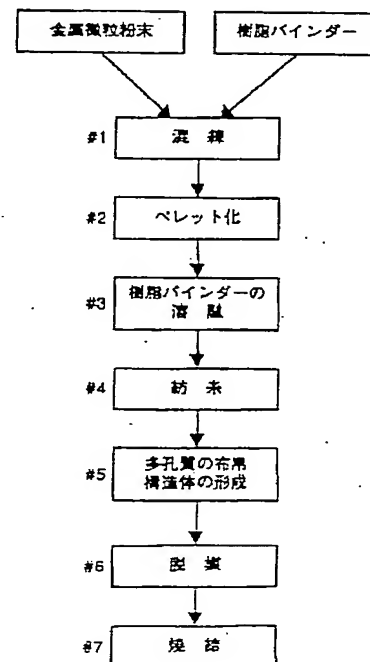 金属微粒粉末
樹脂バインダー
#1
混 練
#2
ペレット化
#3
樹脂バインダーの
溶 融
#4
紡 糸
#5
多孔質の布帛
構造体の形成
#6
脱 脂
#7
焼 結